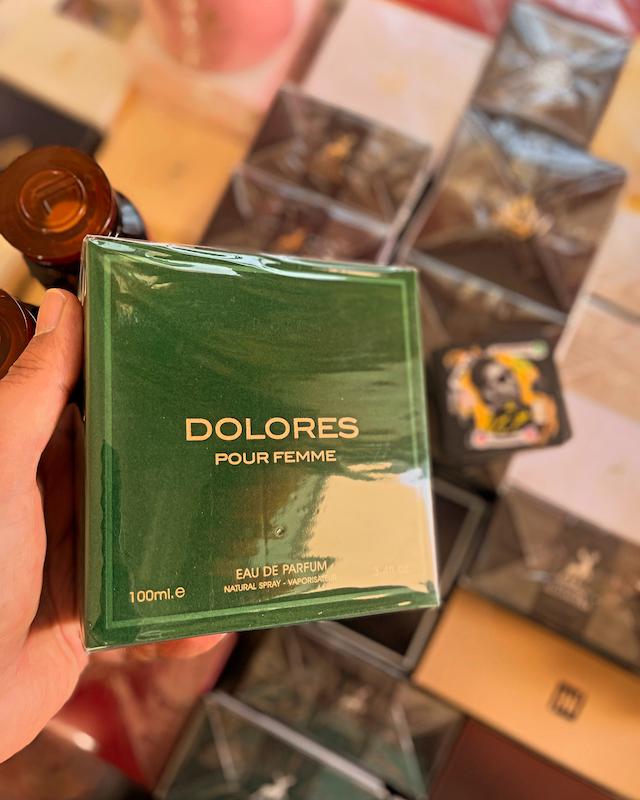 DOLORES
POUR FEMME
EAU DE PARFUM
NATURAL SPRAY - VAPORISATEUR
100ml.e